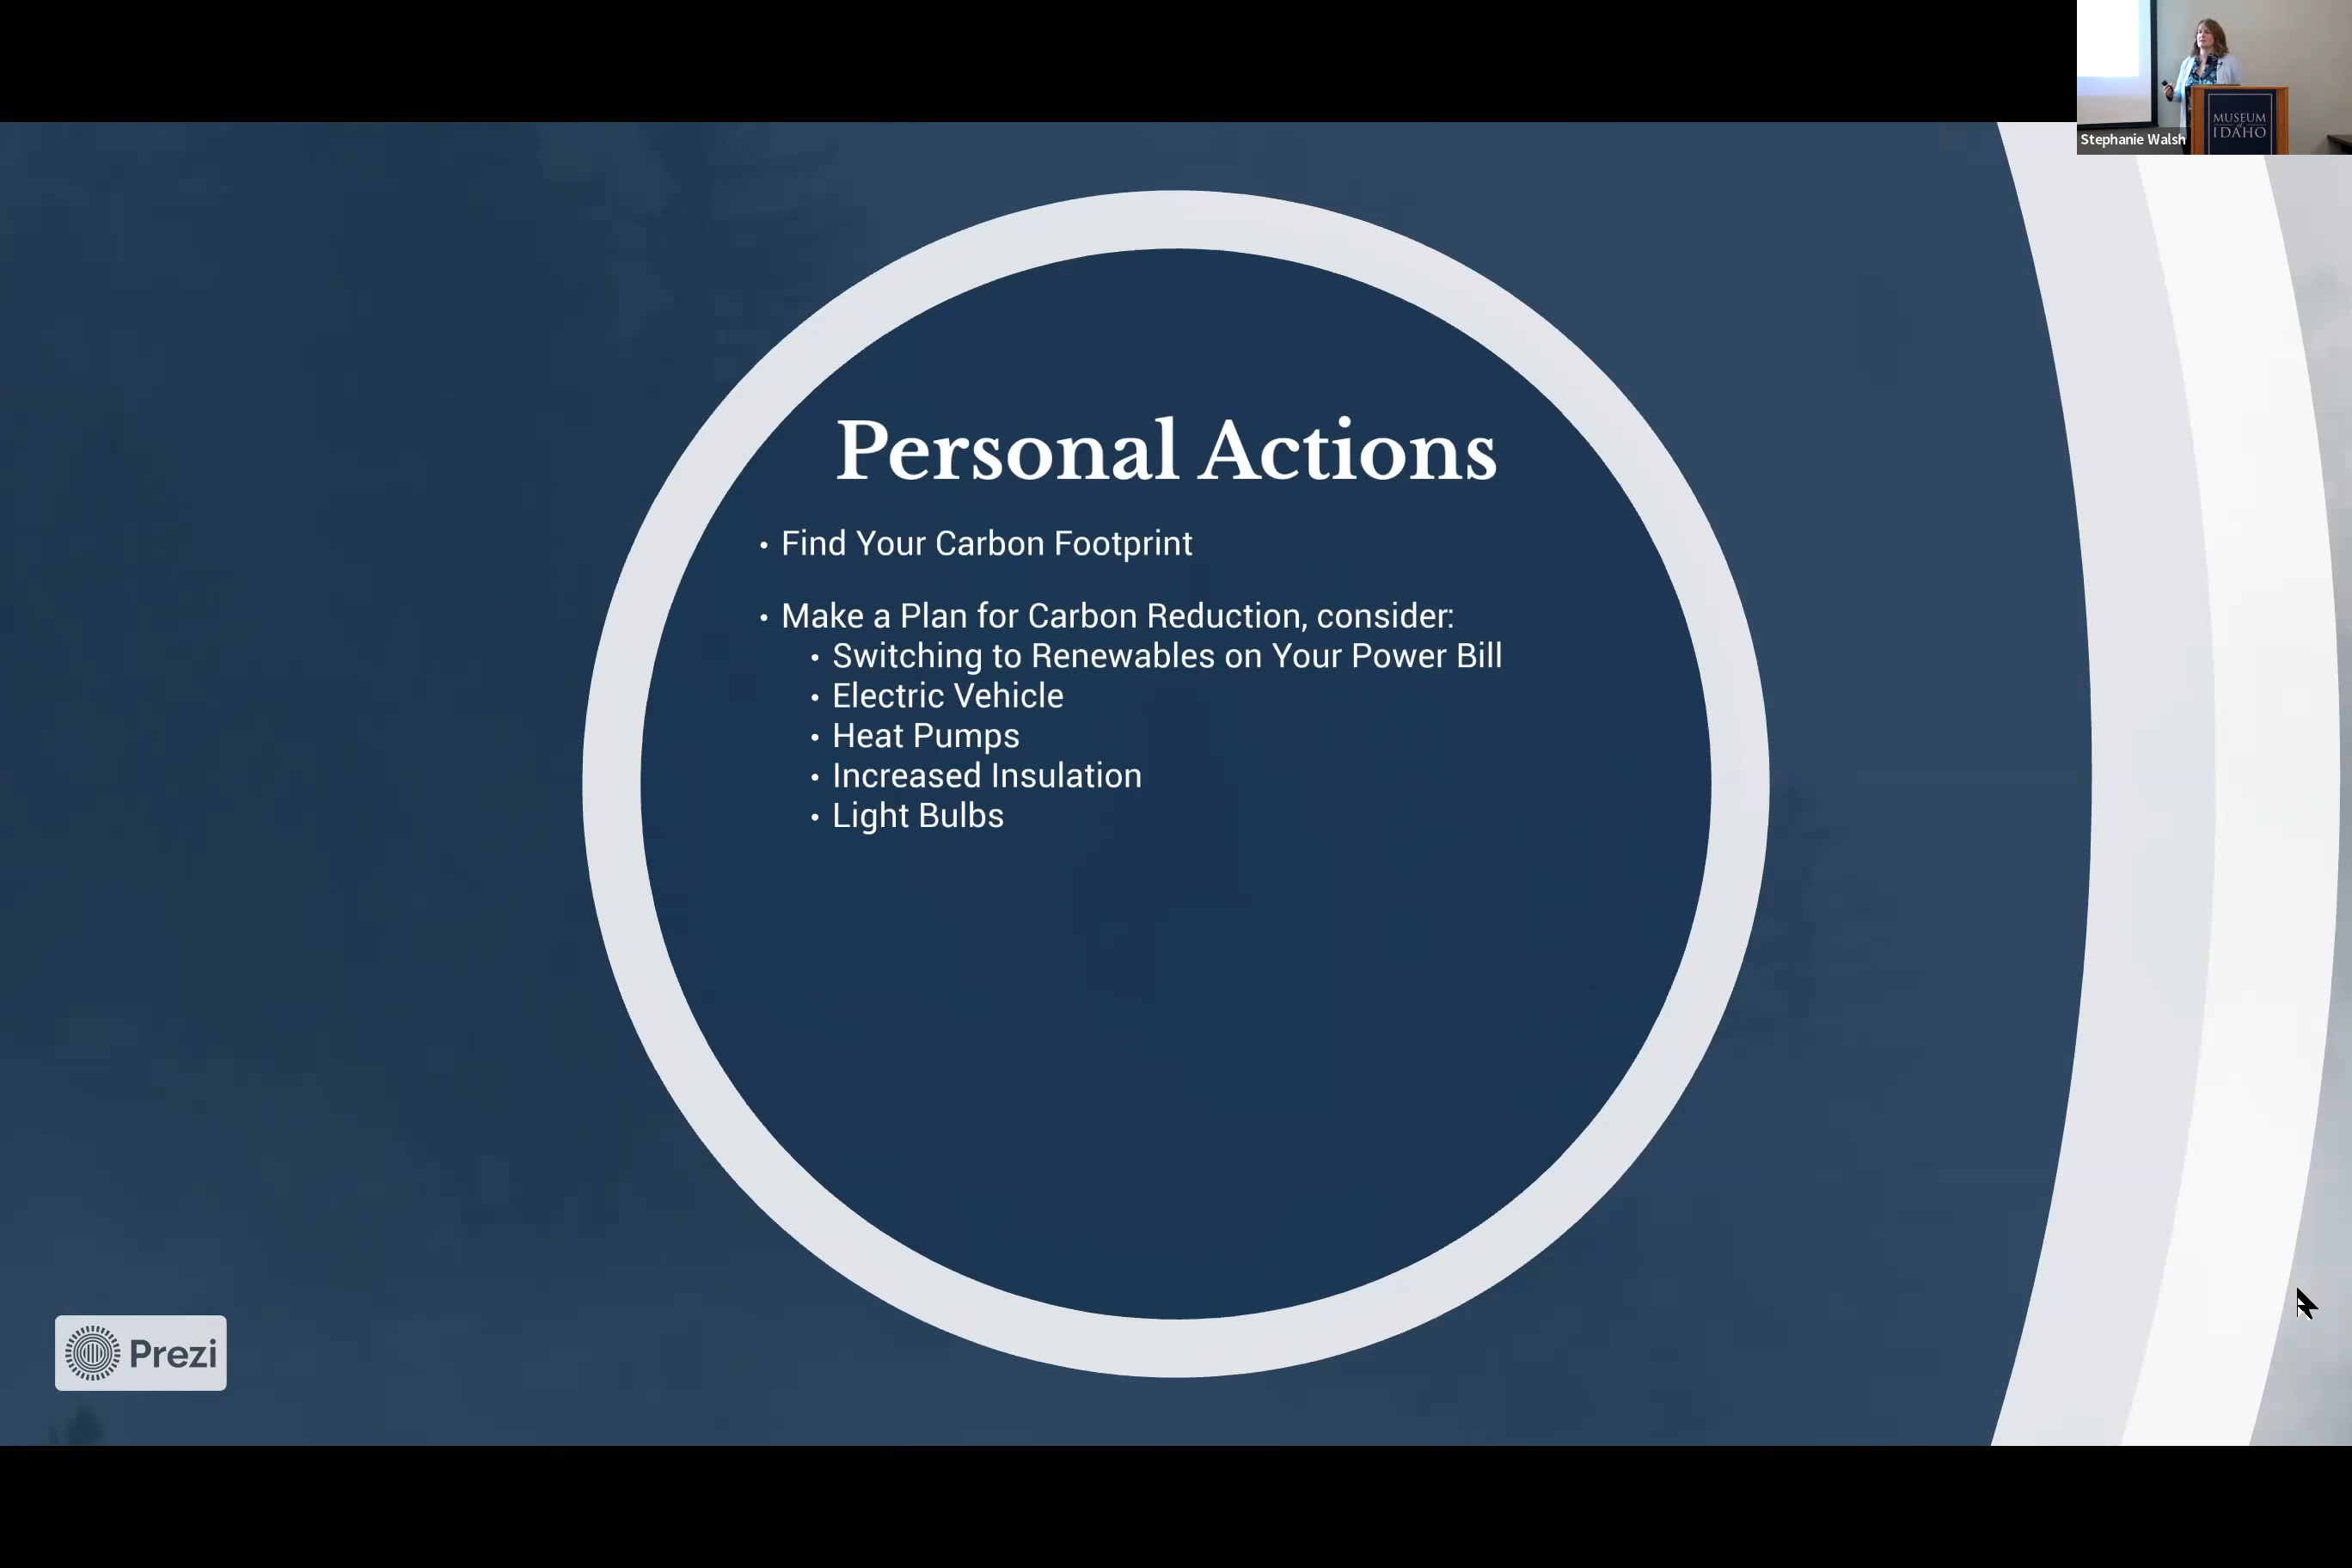 MUSEUM
of
IDAHO
Stephanie Walsh
Personal Actions
• Find Your Carbon Footprint
• Make a Plan for Carbon Reduction, consider:
• Switching to Renewables on Your Power Bill
• Electric Vehicle
• Heat Pumps
• Increased Insulation
• Light Bulbs
Prezi